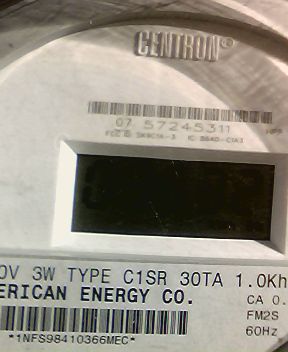 CENTRON®
07 57245311
0V 3W TYPE C1SR 30TA 1.0Kh
ERICAN ENERGY CO.
CA 0.
FM2S
60Hz
*1NFS98410366MEC*